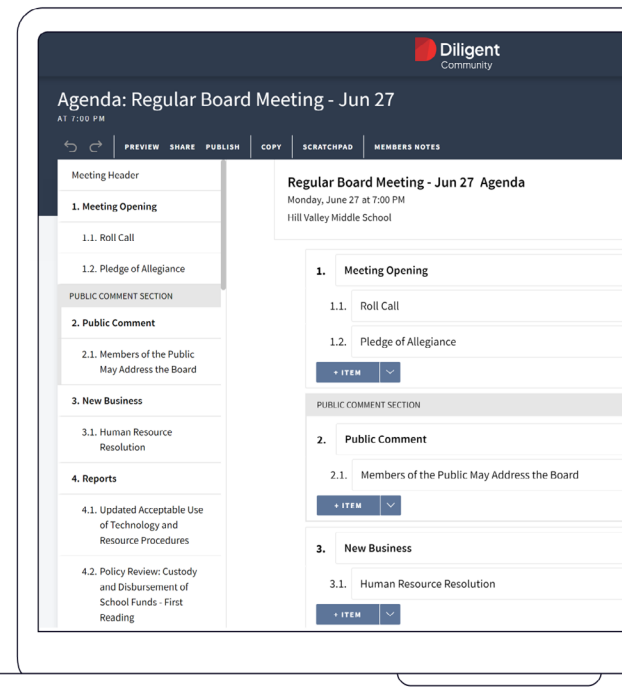 Diligent
Community
Agenda: Regular Board Meeting - Jun 27
AT 7:00 PM
PREVIEW SHARE PUBLISH COPY SCRATCHPAD MEMBERS NOTES
Meeting Header
1. Meeting Opening
1.1. Roll Call
1.2. Pledge of Allegiance
PUBLIC COMMENT SECTION
2. Public Comment
2.1. Members of the Public
May Address the Board
3. New Business
3.1. Human Resource
Resolution
4. Reports
4.1. Updated Acceptable Use
of Technology and
Resource Procedures
4.2. Policy Review: Custody
and Disbursement of
School Funds - First
Reading
Regular Board Meeting - Jun 27 Agenda
Monday, June 27 at 7:00 PM
Hill Valley Middle School
1. Meeting Opening
1.1. Roll Call
1.2. Pledge of Allegiance
+ ITEM
PUBLIC COMMENT SECTION
2. Public Comment
2.1. Members of the Public May Address the Board
+ ITEM
3. New Business
3.1. Human Resource Resolution
+ ITEM